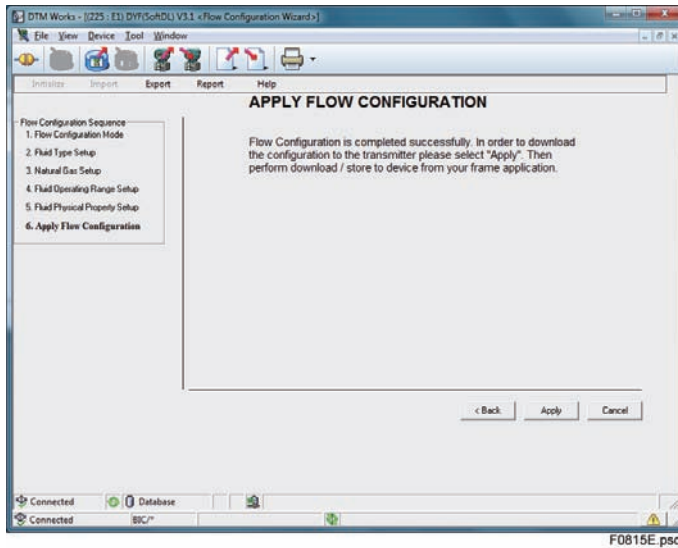 DTM Works - [(225 : E1) DYF(SoftDL) V3.1 <Flow Configuration Wizard>]
File View Device Tool Window
Initialize Import Export Report Help
APPLY FLOW CONFIGURATION
Flow Configuration Sequence
1. Flow Configuration Mode
2. Fluid Type Setup
3. Natural Gas Setup
4. Fluid Operating Range Setup
5. Fluid Physical Property Setup
6. Apply Flow Configuration
Flow Configuration is completed successfully. In order to download
the configuration to the transmitter please select "Apply". Then
perform download / store to device from your frame application.
< Back Apply Cancel
Connected Database
Connected BIC/*
F0815E.psd